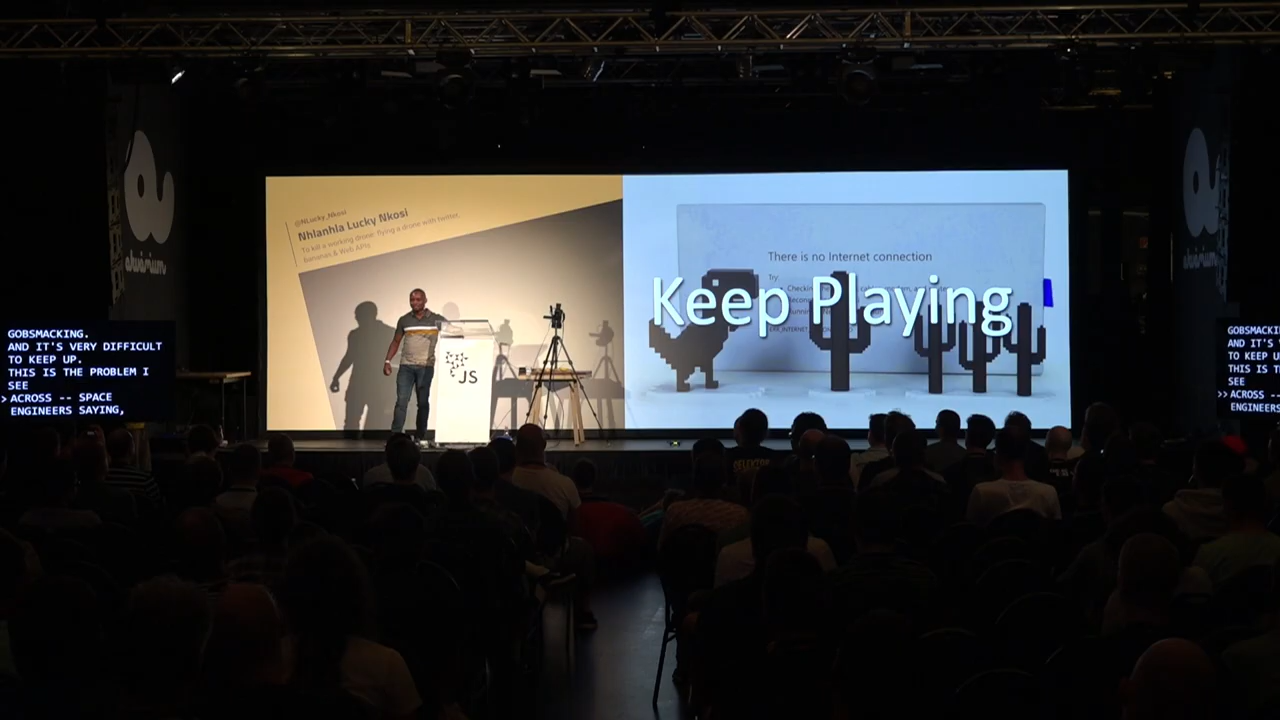 akwarium
@NLucky_Nkosi
Nhlanhla Lucky Nkosi
To kill a working drone: flying a drone with twitter,
bananas & Web APIs
JS
There is no Internet connection
Try
Keep Playing
GOBSMACKING.
AND IT'S VERY DIFFICULT
TO KEEP UP.
THIS IS THE PROBLEM I
SEE
>> ACROSS -- SPACE
ENGINEERS SAYING,
akwarium
GOBSMACKIN
AND IT'S
TO KEEP U
THIS IS T
SEE
>> ACROSS --
ENGINEERS